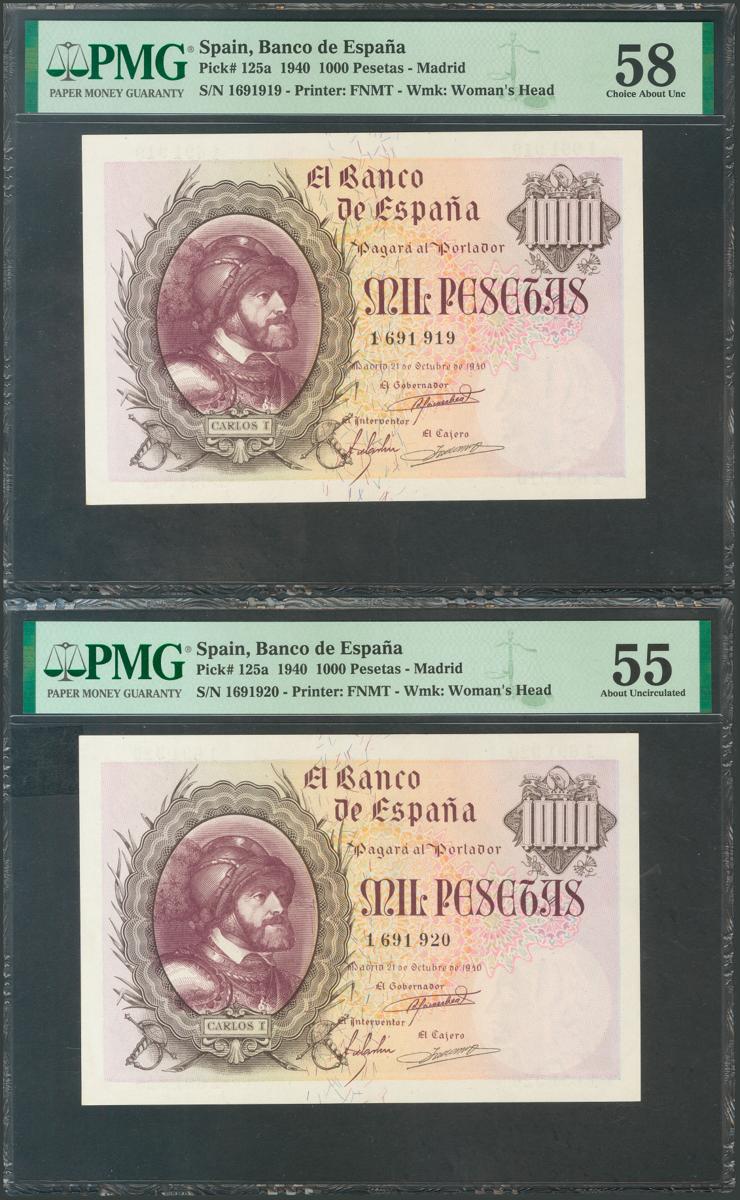 PMG®
PAPER MONEY GUARANTY
Spain, Banco de España
Pick# 125a 1940 1000 Pesetas - Madrid
S/N 1691919 - Printer: FNMT - Wmk: Woman's Head
58
Choice About Unc
El Banco
de España
1000
Pagará al Portador
MIL PESETAS
1 691 919
Madrid 21 de Octubre de 1940
El Gobernador
El Interventor
El Cajero
CARLOS I
PMG®
PAPER MONEY GUARANTY
Spain, Banco de España
Pick# 125a 1940 1000 Pesetas - Madrid
S/N 1691920 - Printer: FNMT - Wmk: Woman's Head
55
About Uncirculated
El Banco
de España
1000
Pagará al Portador
MIL PESETAS
1 691 920
Madrid 21 de Octubre de 1940
El Gobernador
El Interventor
El Cajero
CARLOS I